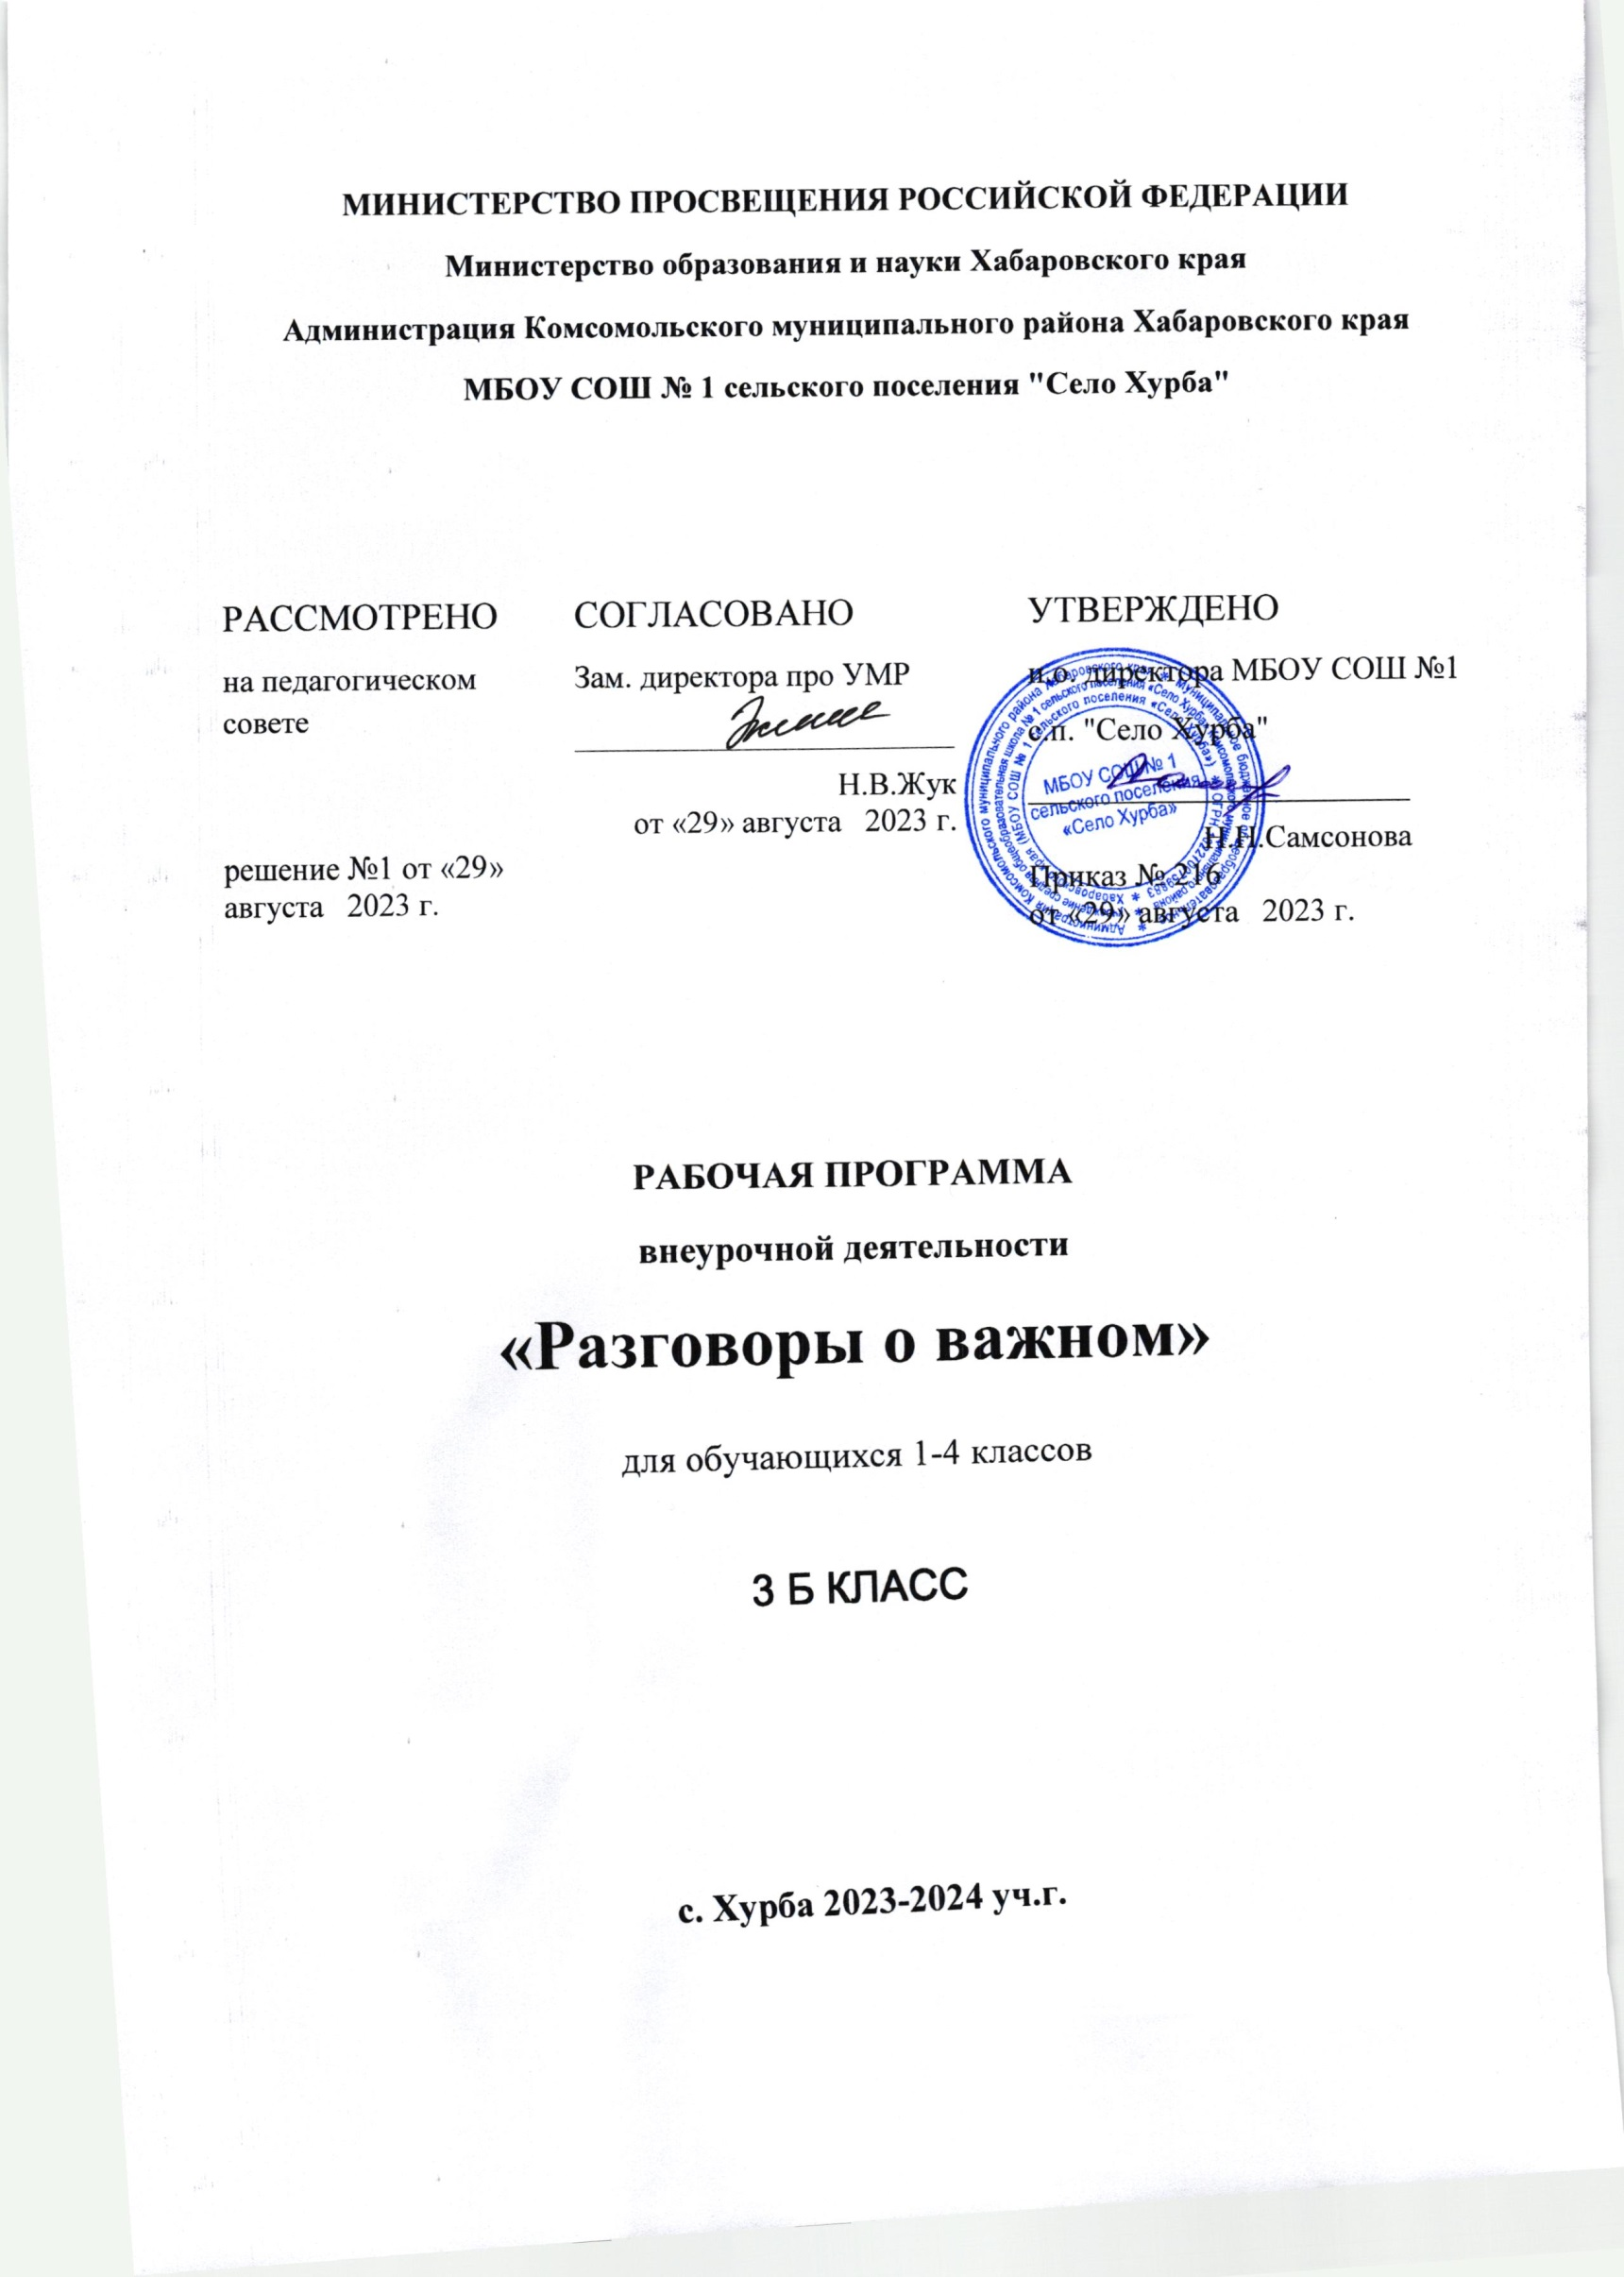 МИНИСТЕРСТВО ПРОСВЕЩЕНИЯ РОССИЙСКОЙ ФЕДЕРАЦИИ
Министерство образования и науки Хабаровского края
Администрация Комсомольского муниципального района Хабаровского края
МБОУ СОШ № 1 сельского поселения "Село Хурба"
РАССМОТРЕНО
на педагогическом
совете
решение №1 от «29»
августа 2023 г.
СОГЛАСОВАНО
Зам. директора про УМР
Н.В.Жук
от «29» августа 2023 г.
УТВЕРЖДЕНО
и.о. директора МБОУ СОШ №1
с.п. "Село Хурба"
Н.Н.Самсонова
Приказ № 216
от «29» августа 2023 г.
МБОУ СОШ № 1
сельского поселения
«Село Хурба»
РАБОЧАЯ ПРОГРАММА
внеурочной деятельности
«Разговоры о важном»
для обучающихся 1-4 классов
3 Б КЛАСС
с. Хурба 2023-2024 уч.г.